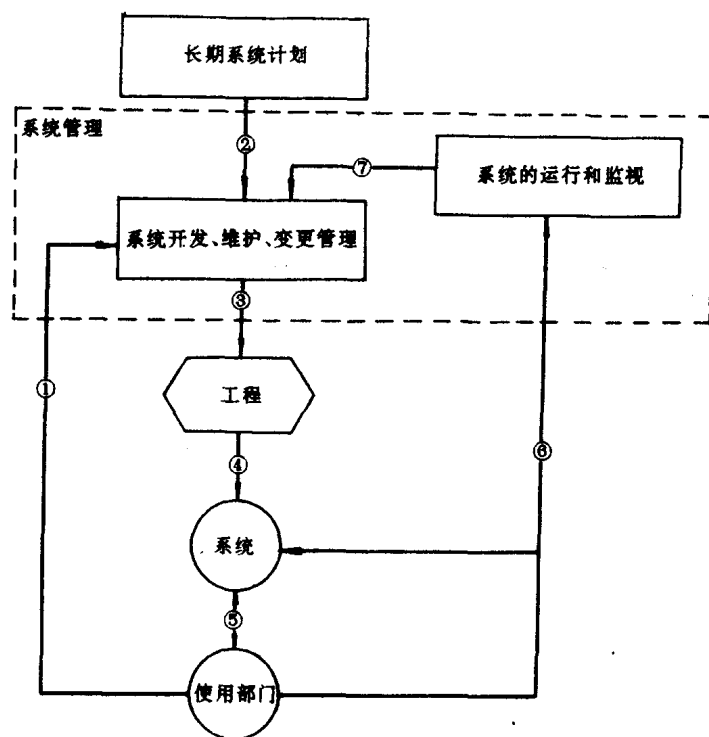 长期系统计划
系统管理
②
⑦
系统的运行和监视
系统开发、维护、变更管理
③
①
工程
④
⑥
系统
⑤
使用部门